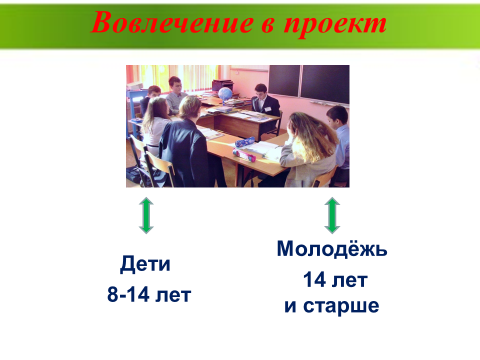 Вовлечение в проект
Дети
8-14 лет
Молодёжь
14 лет
и старше